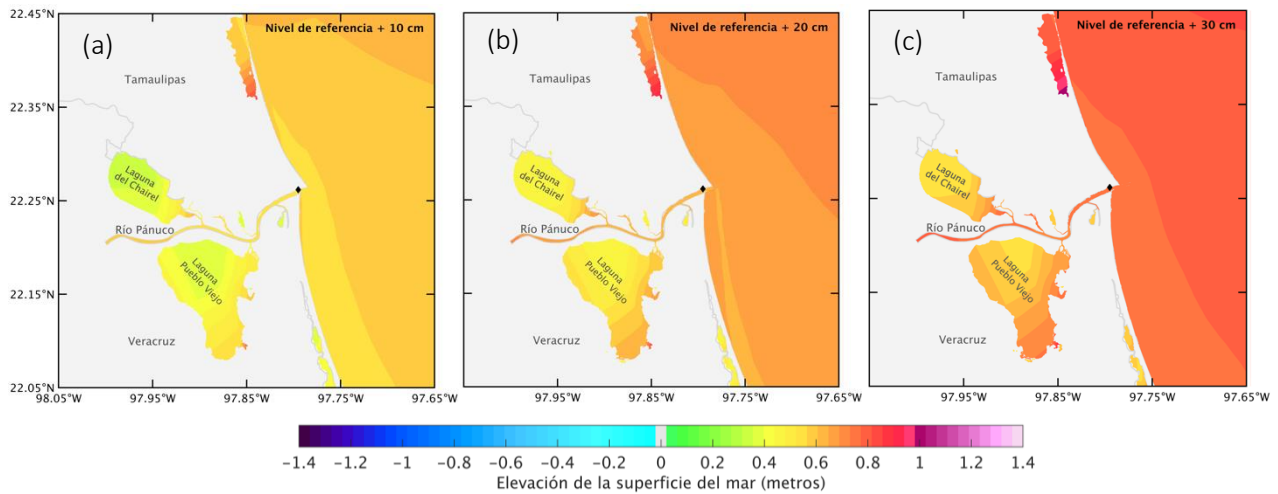 (a)
Nivel de referencia + 10 cm
Tamaulipas
Laguna
del Chairel
Río Pánuco
Laguna
Pueblo Viejo
Veracruz
22.45°N
22.35°N
22.25°N
22.15°N
22.05°N
98.05°W 97.95°W 97.85°W 97.75°W 97.65°W
(b)
Nivel de referencia + 20 cm
Tamaulipas
Laguna
del Chairel
Río Pánuco
Laguna
Pueblo Viejo
Veracruz
97.95°W 97.85°W 97.75°W 97.65°W
(c)
Nivel de referencia + 30 cm
Tamaulipas
Laguna
del Chairel
Río Pánuco
Laguna
Pueblo Viejo
Veracruz
97.95°W 97.85°W 97.75°W 97.65°W
−1.4 −1.2 −1 −0.8 −0.6 −0.4 −0.2 0 0.2 0.4 0.6 0.8 1 1.2 1.4
Elevación de la superficie del mar (metros)